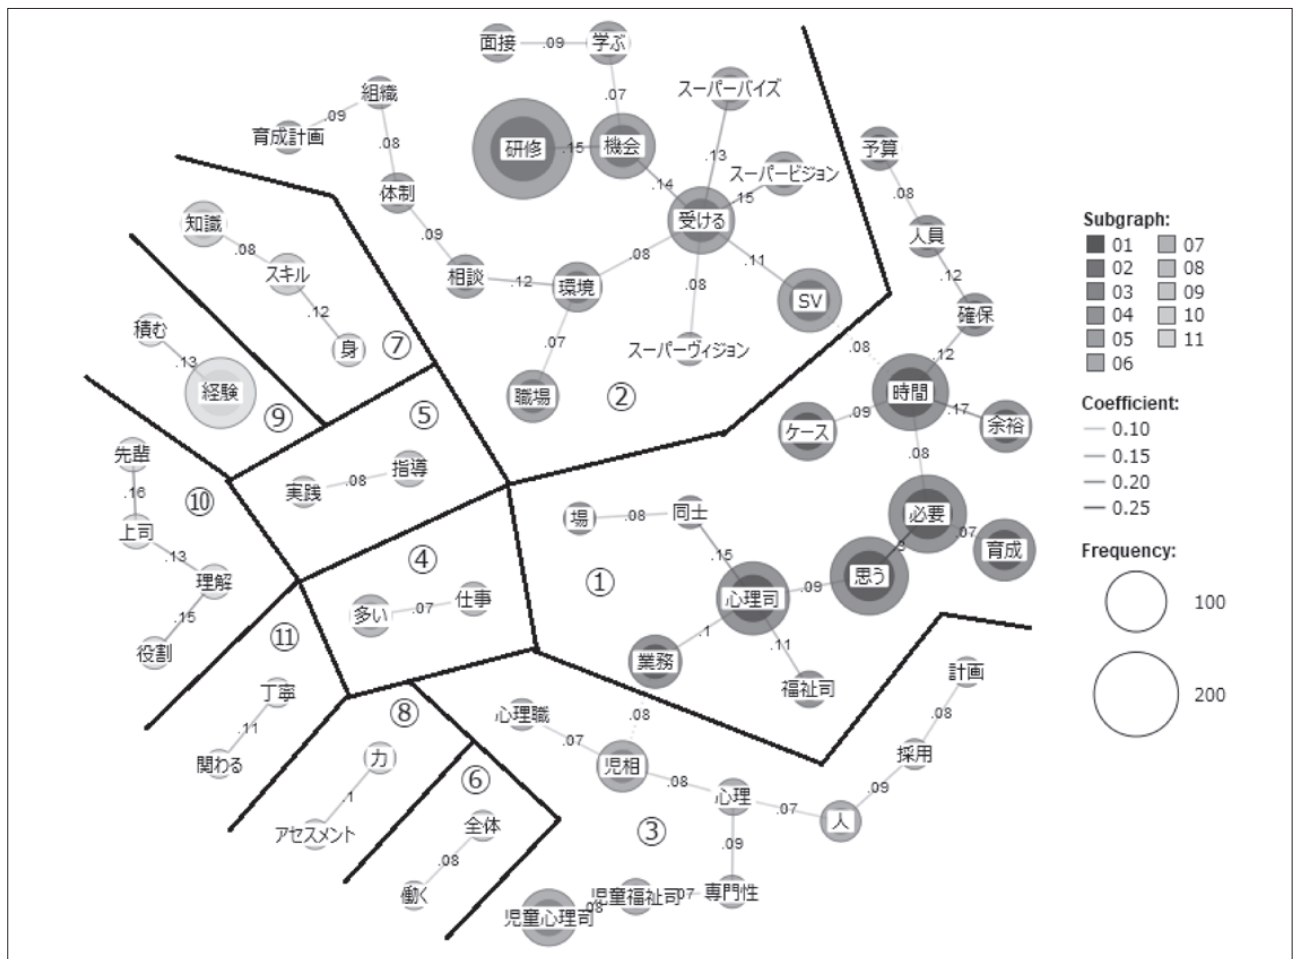 面接 .09 学ぶ
.07
組織
.09
育成計画
.08
体制
.09
相談
.12
環境
.07
職場
研修
.15
機会
.14
スーパーバイズ
.13
スーパービジョン
.15
受ける
.08
.11
.08
SV
スーパーヴィジョン
②
.08
予算
.08
人員
.12
確保
.12
時間
.17
余裕
.09
ケース
.08
必要
.07
育成
思う
.09
心理司
.15
同士
.08
場
①
.1
業務
.11
福祉司
.08
知識
.08
スキル
.12
身
⑦
積む
.13
経験
⑨
⑤
実践 .08 指導
先輩
.16
上司
.13
理解
.15
役割
⑩
④
多い .07 仕事
⑪
丁寧
.11
関わる
⑧
力
.1
アセスメント
⑥
全体
.08
働く
心理職
.07
児相
.08
心理
.07
人
.09
採用
.08
計画
③
.09
専門性
.07
児童福祉司
.08
児童心理司
Subgraph:
01 07
02 08
03 09
04 10
05 11
06
Coefficient:
0.10
0.15
0.20
0.25
Frequency:
100
200